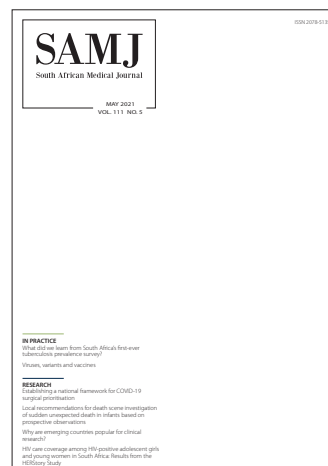 ISSN 2078-513
SAMJ
South African Medical Journal
MAY 2021
VOL. 111 NO. 5
IN PRACTICE
What did we learn from South Africa's first-ever
tuberculosis prevalence survey?
Viruses, variants and vaccines
RESEARCH
Establishing a national framework for COVID-19
surgical prioritisation
Local recommendations for death scene investigation
of sudden unexpected death in infants based on
prospective observations
Why are emerging countries popular for clinical
research?
HIV care coverage among HIV-positive adolescent girls
and young women in South Africa: Results from the
HERStory Study